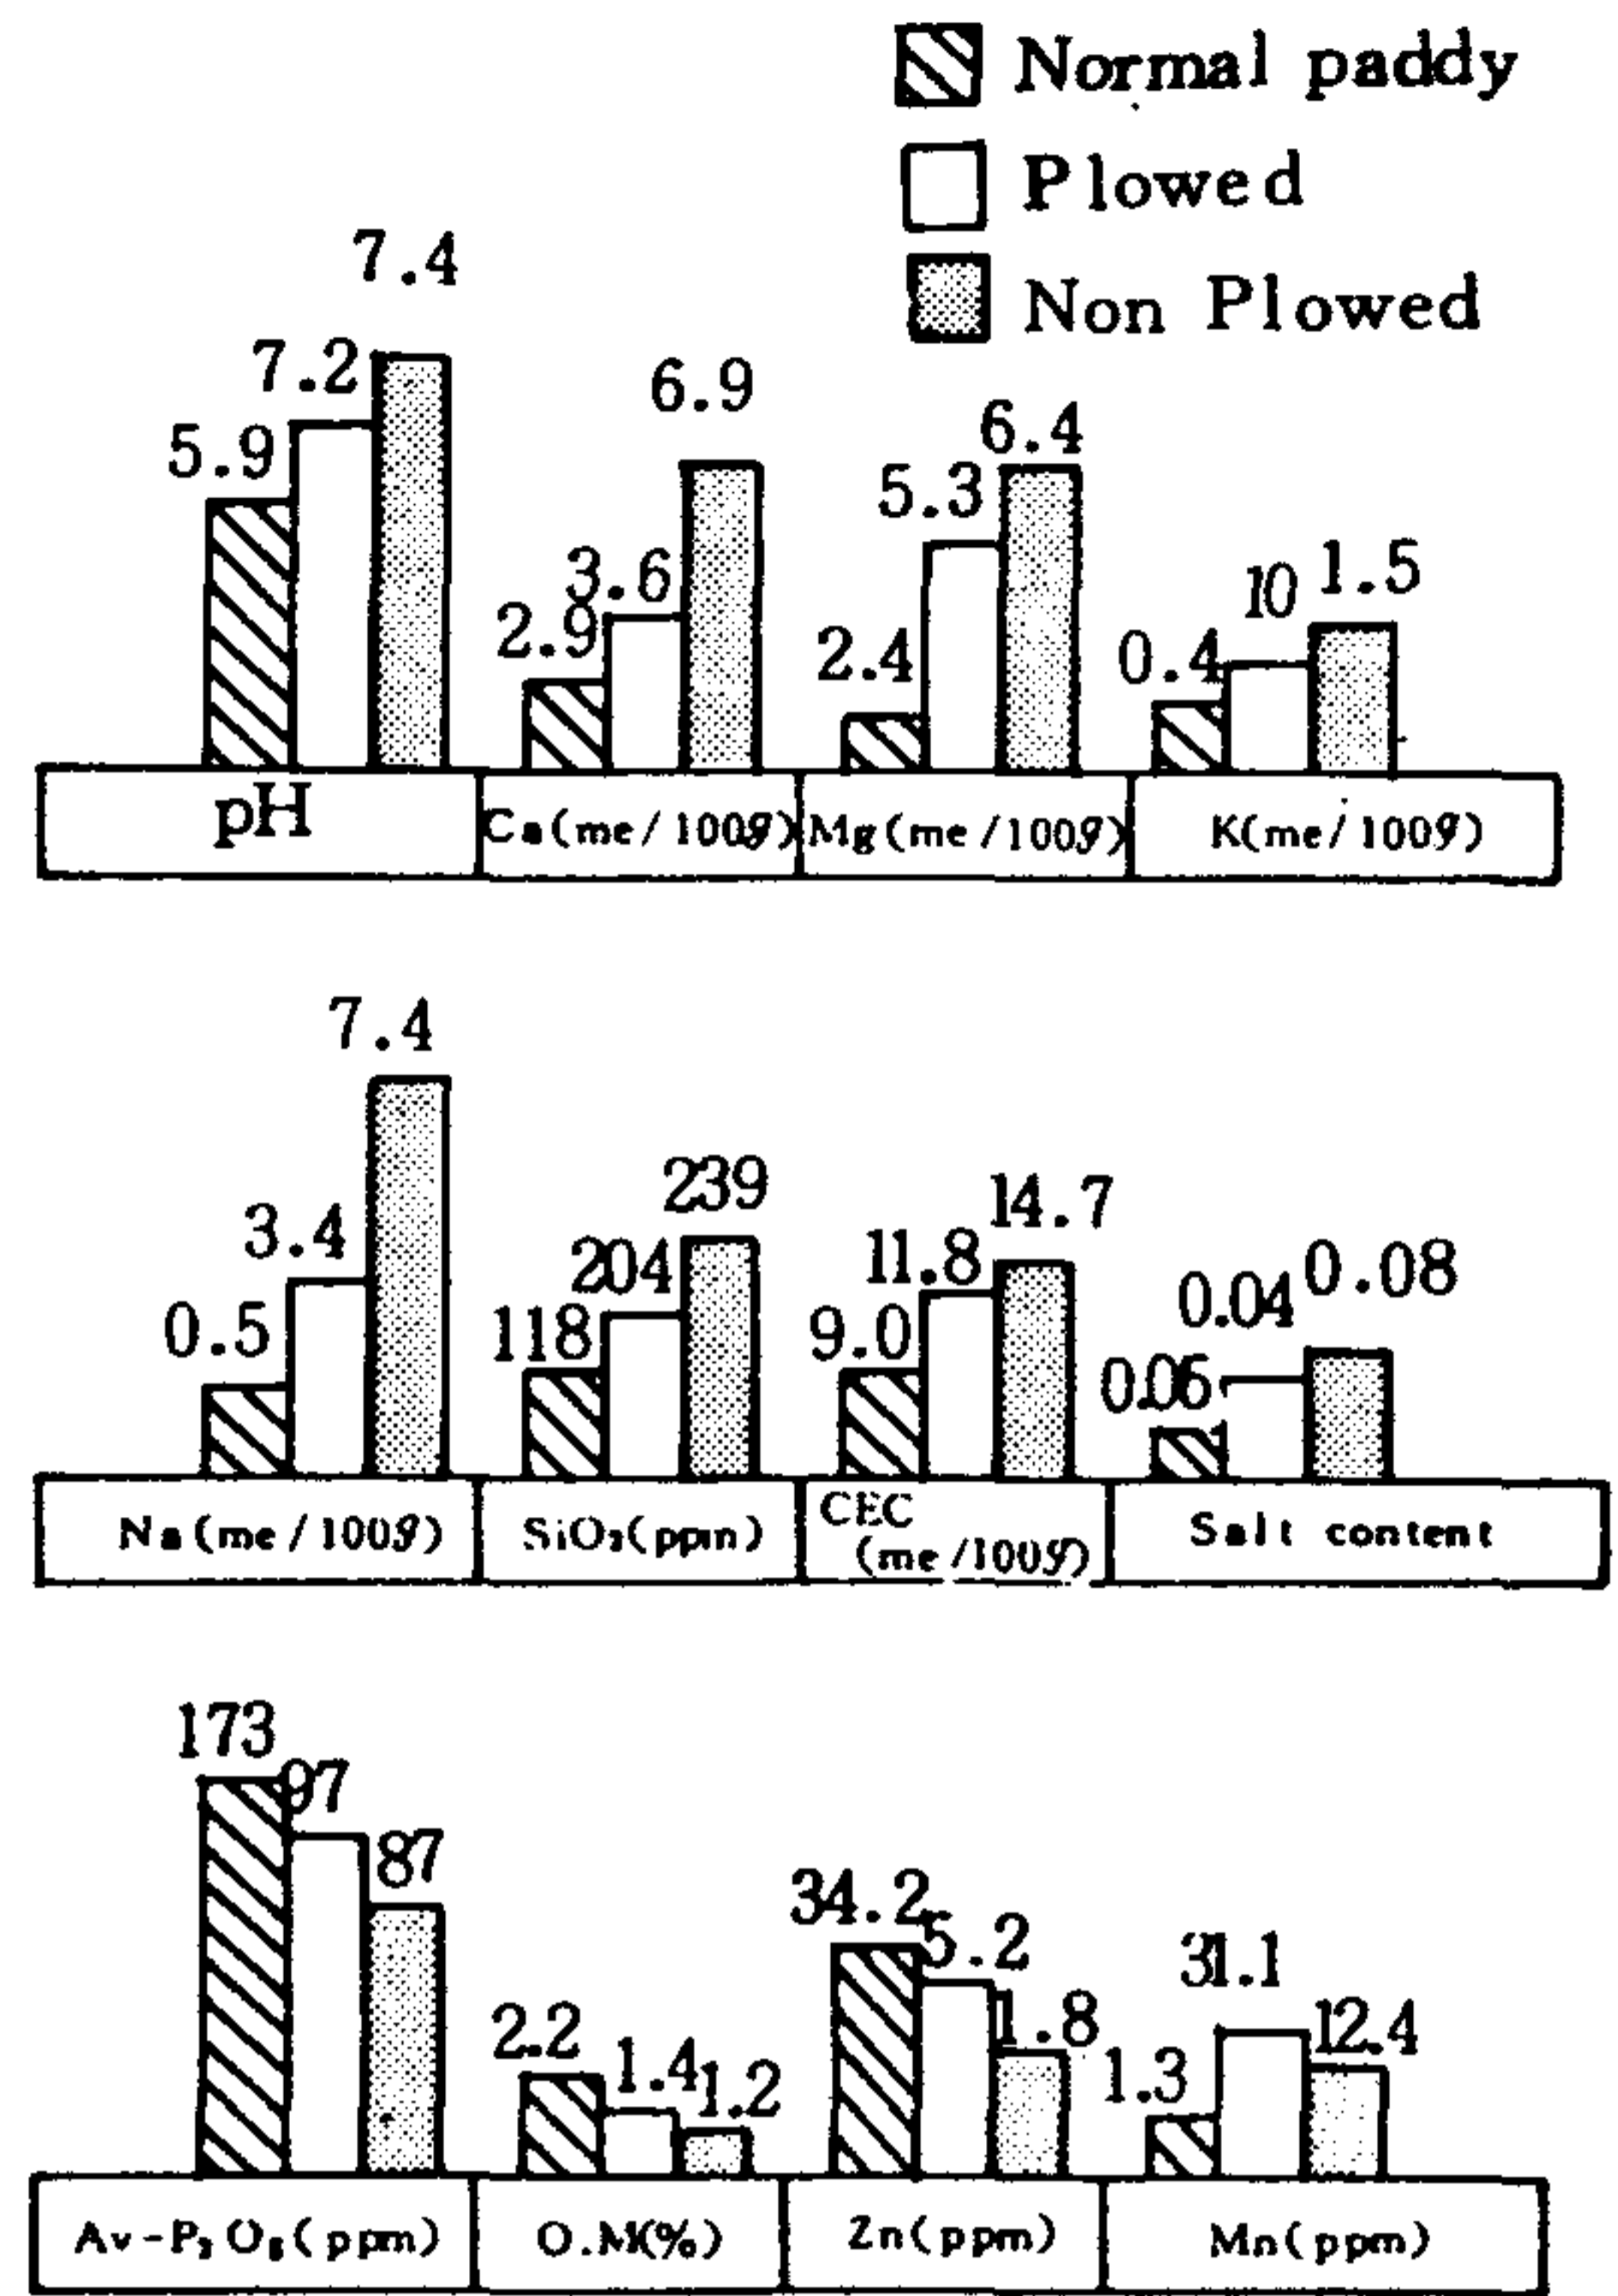 Normal paddy
Plowed
Non Plowed
5.9 7.2 7.4
2.9 3.6 6.9
2.4 5.3 6.4
0.4 10 1.5
pH Ca(me/100g) Mg(me/100g) K(me/100g)
0.5 3.4 7.4
118 204 239
9.0 11.8 14.7
0.06 0.04 0.08
Na(me/100g) SiO₂(ppm) CEC (me/100g) Salt content
173 97 87
2.2 1.4 1.2
34.2 5.2 1.8
1.3 31.1 12.4
Av-P₂O₅(ppm) O.M(%) Zn(ppm) Mn(ppm)